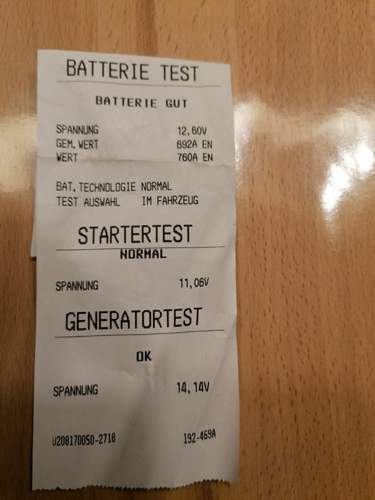 BATTERIE TEST
BATTERIE GUT
SPANNUNG 12,60V
GEM. WERT 692A EN
WERT 760A EN
BAT. TECHNOLOGIE NORMAL
TEST AUSWAHL IM FAHRZEUG
STARTERTEST
NORMAL
SPANNUNG 11,06V
GENERATORTEST
OK
SPANNUNG 14,14V
U208170050-2718 192-469A